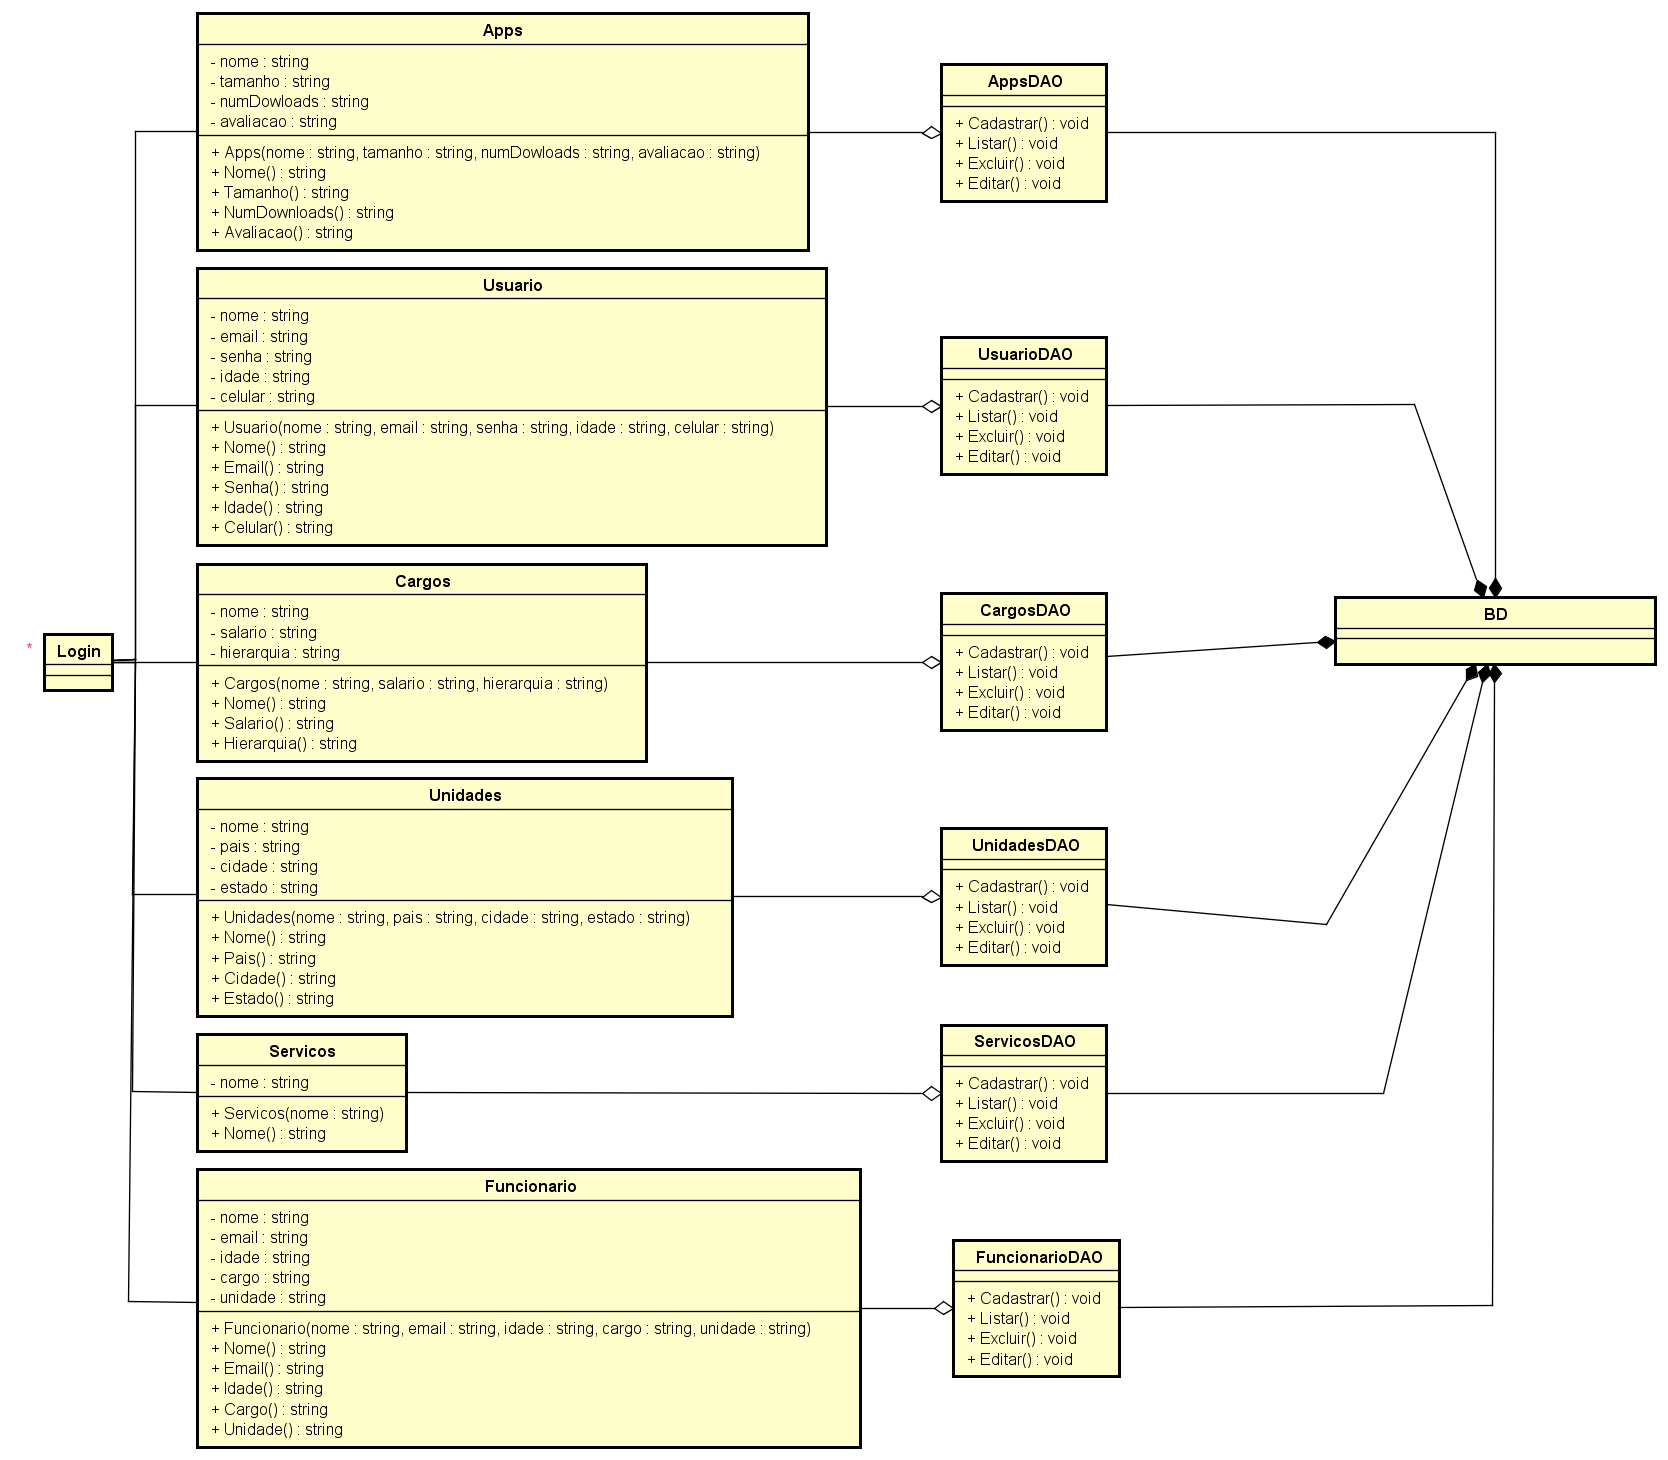 Apps
- nome : string
- tamanho : string
- numDowloads : string
- avaliacao : string
+ Apps(nome : string, tamanho : string, numDowloads : string, avaliacao : string)
+ Nome() : string
+ Tamanho() : string
+ NumDownloads() : string
+ Avaliacao() : string
AppsDAO
+ Cadastrar() : void
+ Listar() : void
+ Excluir() : void
+ Editar() : void
Usuario
- nome : string
- email : string
- senha : string
- idade : string
- celular : string
+ Usuario(nome : string, email : string, senha : string, idade : string, celular : string)
+ Nome() : string
+ Email() : string
+ Senha() : string
+ Idade() : string
+ Celular() : string
UsuarioDAO
+ Cadastrar() : void
+ Listar() : void
+ Excluir() : void
+ Editar() : void
*
Login
Cargos
- nome : string
- salario : string
- hierarquia : string
+ Cargos(nome : string, salario : string, hierarquia : string)
+ Nome() : string
+ Salario() : string
+ Hierarquia() : string
CargosDAO
+ Cadastrar() : void
+ Listar() : void
+ Excluir() : void
+ Editar() : void
BD
Unidades
- nome : string
- pais : string
- cidade : string
- estado : string
+ Unidades(nome : string, pais : string, cidade : string, estado : string)
+ Nome() : string
+ Pais() : string
+ Cidade() : string
+ Estado() : string
UnidadesDAO
+ Cadastrar() : void
+ Listar() : void
+ Excluir() : void
+ Editar() : void
Servicos
- nome : string
+ Servicos(nome : string)
+ Nome() : string
ServicosDAO
+ Cadastrar() : void
+ Listar() : void
+ Excluir() : void
+ Editar() : void
Funcionario
- nome : string
- email : string
- idade : string
- cargo : string
- unidade : string
+ Funcionario(nome : string, email : string, idade : string, cargo : string, unidade : string)
+ Nome() : string
+ Email() : string
+ Idade() : string
+ Cargo() : string
+ Unidade() : string
FuncionarioDAO
+ Cadastrar() : void
+ Listar() : void
+ Excluir() : void
+ Editar() : void